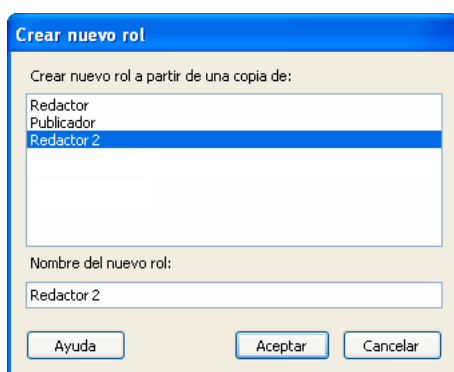 Crear nuevo rol
Crear nuevo rol a partir de una copia de:
Redactor
Publicador
Redactor 2
Nombre del nuevo rol:
Redactor 2
Ayuda Aceptar Cancelar